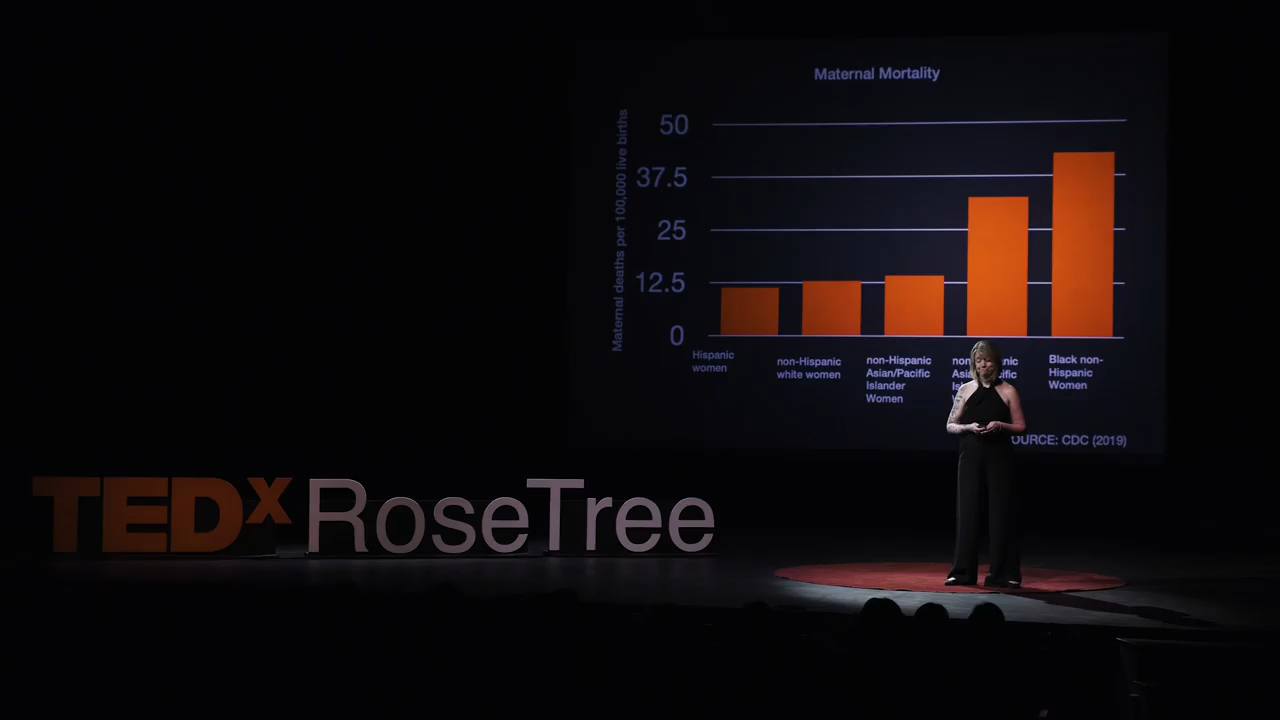 Maternal Mortality
Maternal deaths per 100,000 live births
50
37.5
25
12.5
0
Hispanic
women
non-Hispanic
white women
non-Hispanic
Asian/Pacific
Islander
Women
Black non-
Hispanic
Women
CDC (2019)
TEDx RoseTree